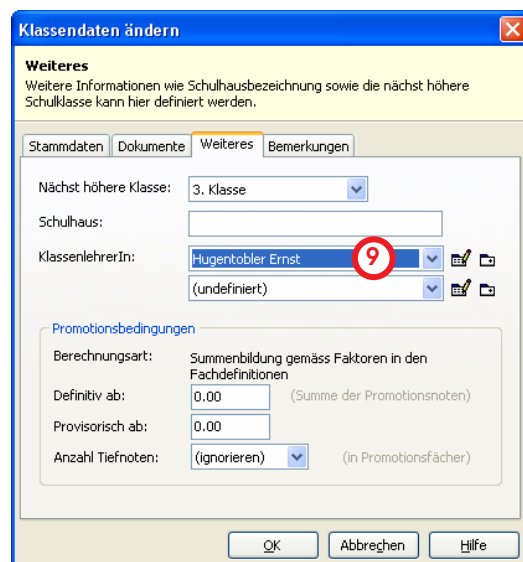 Klassendaten ändern
Weiteres
Weitere Informationen wie Schulhausbezeichnung sowie die nächst höhere
Schulklasse kann hier definiert werden.
Stammdaten Dokumente Weiteres Bemerkungen
Nächst höhere Klasse: 3. Klasse
Schulhaus:
KlassenlehrerIn: Hugentobler Ernst 9
(undefiniert)
Promotionsbedingungen
Berechnungsart: Summenbildung gemäss Faktoren in den
Fachdefinitionen
Definitiv ab: 0.00 (Summe der Promotionsnoten)
Provisorisch ab: 0.00
Anzahl Tiefnoten: (ignorieren) (in Promotionsfächer)
OK Abbrechen Hilfe